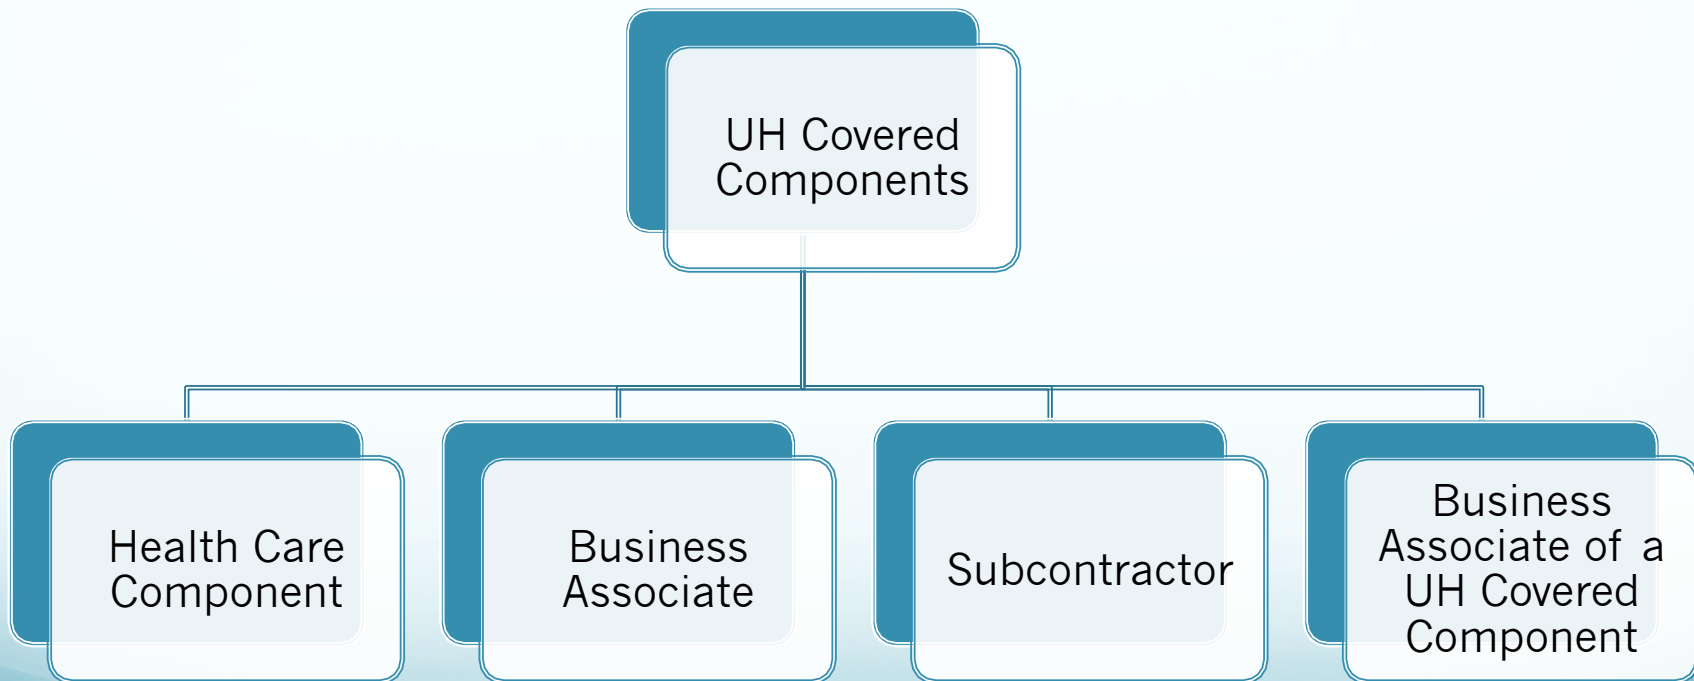 UH Covered
Components
Health Care
Component
Business
Associate
Subcontractor
Business
Associate of a
UH Covered
Component